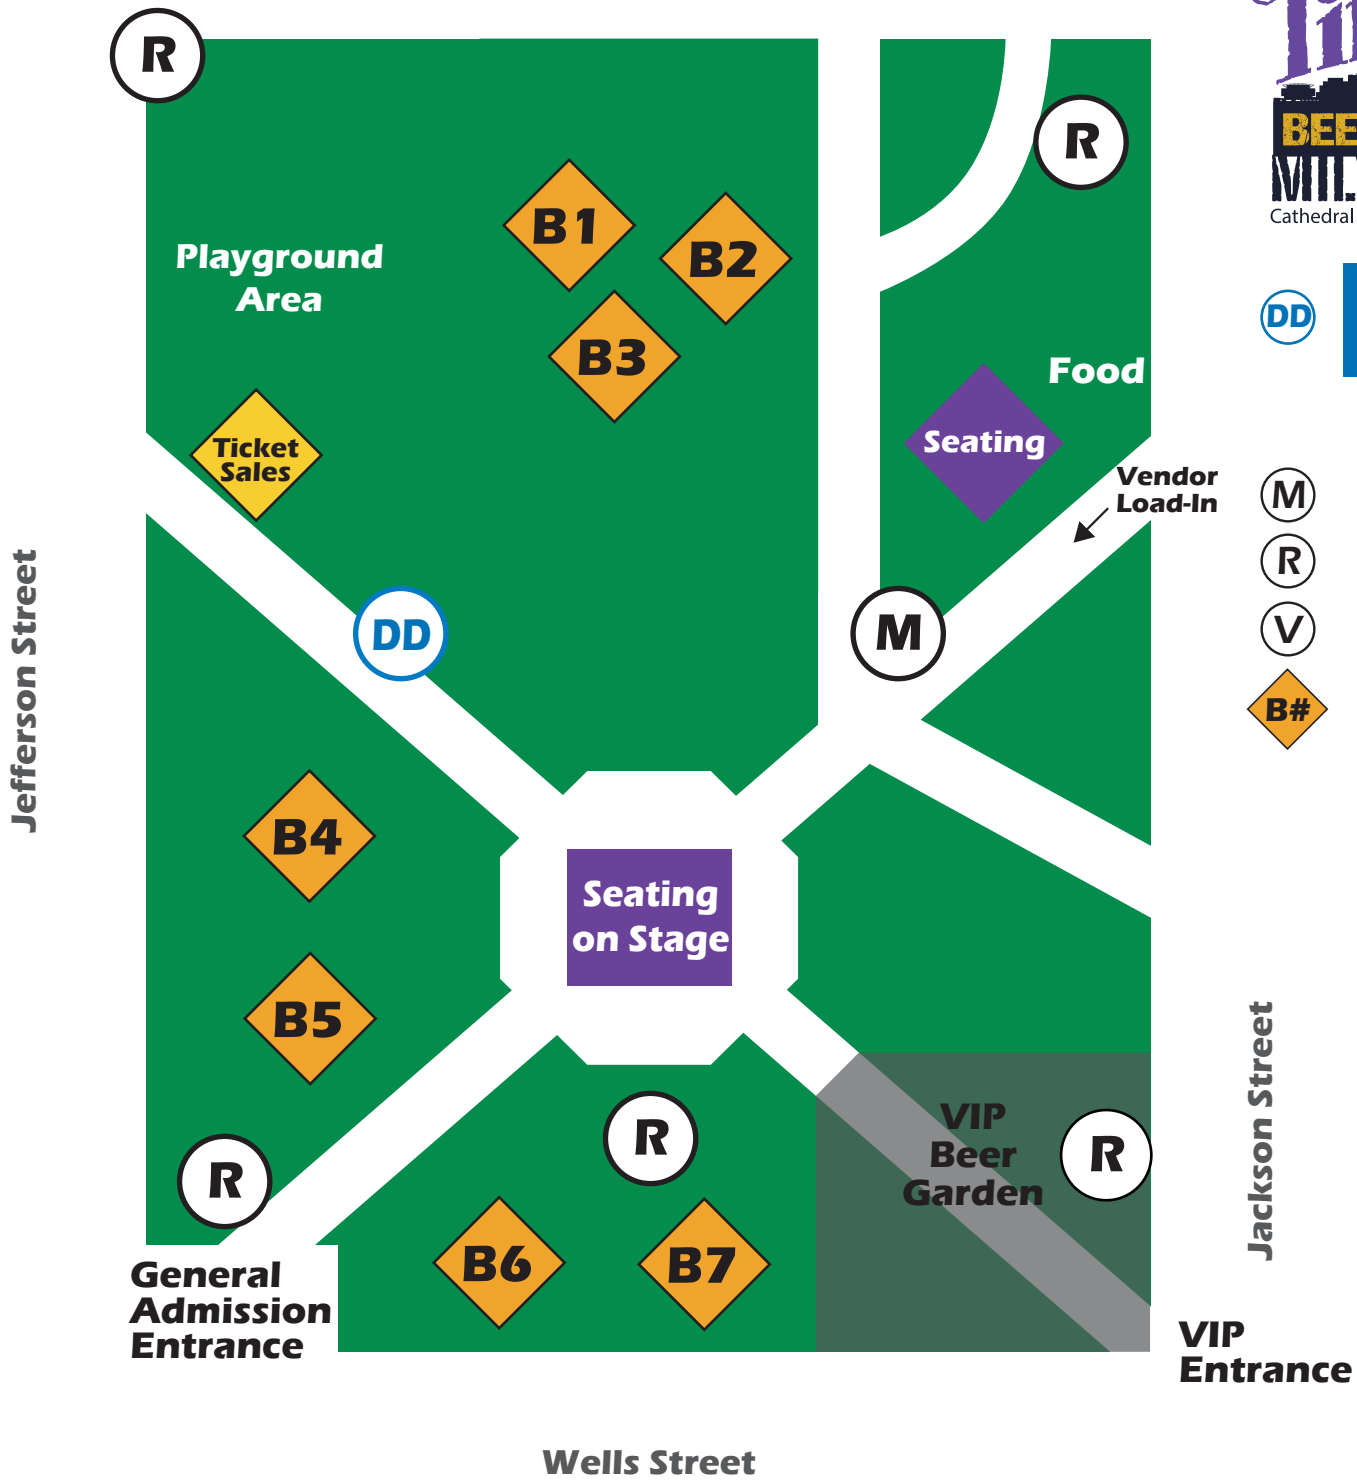 R
R
BEE
Cathedral
B1
B2
Playground
Area
B3
DD
Food
Ticket
Sales
Seating
Vendor
Load-In
M
R
V
B#
DD
M
Jefferson Street
B4
Seating
on Stage
B5
Jackson Street
R
R
VIP
Beer
Garden
R
B6
B7
General
Admission
Entrance
VIP
Entrance
Wells Street